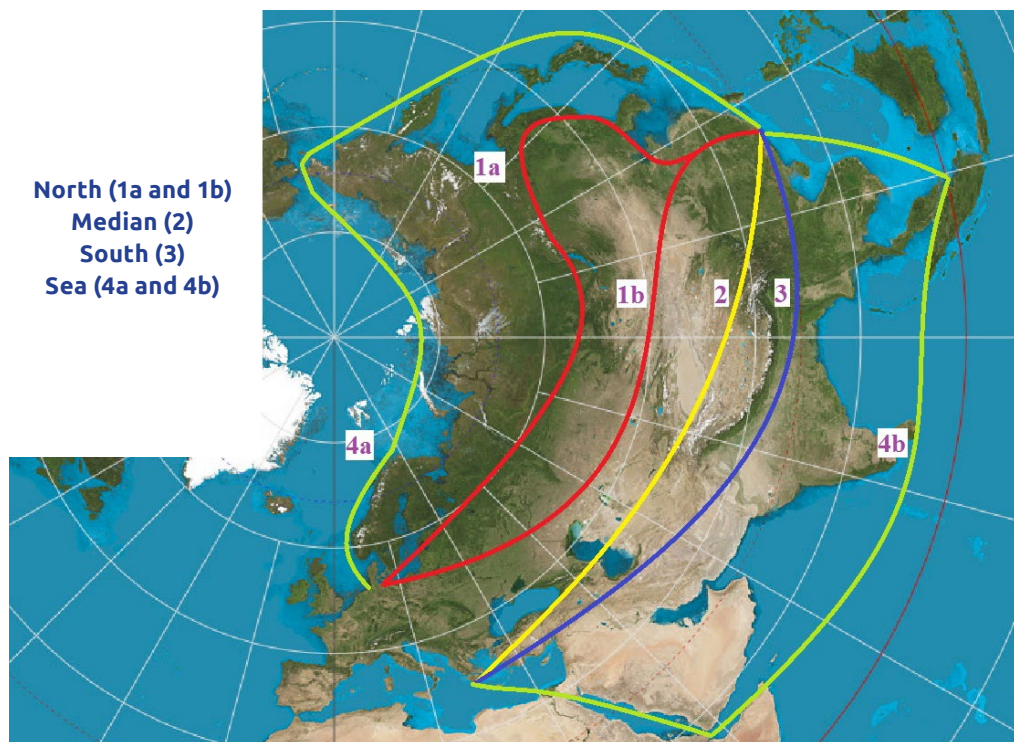 North (1a and 1b)
Median (2)
South (3)
Sea (4a and 4b)
1a
1b
2
3
4a
4b